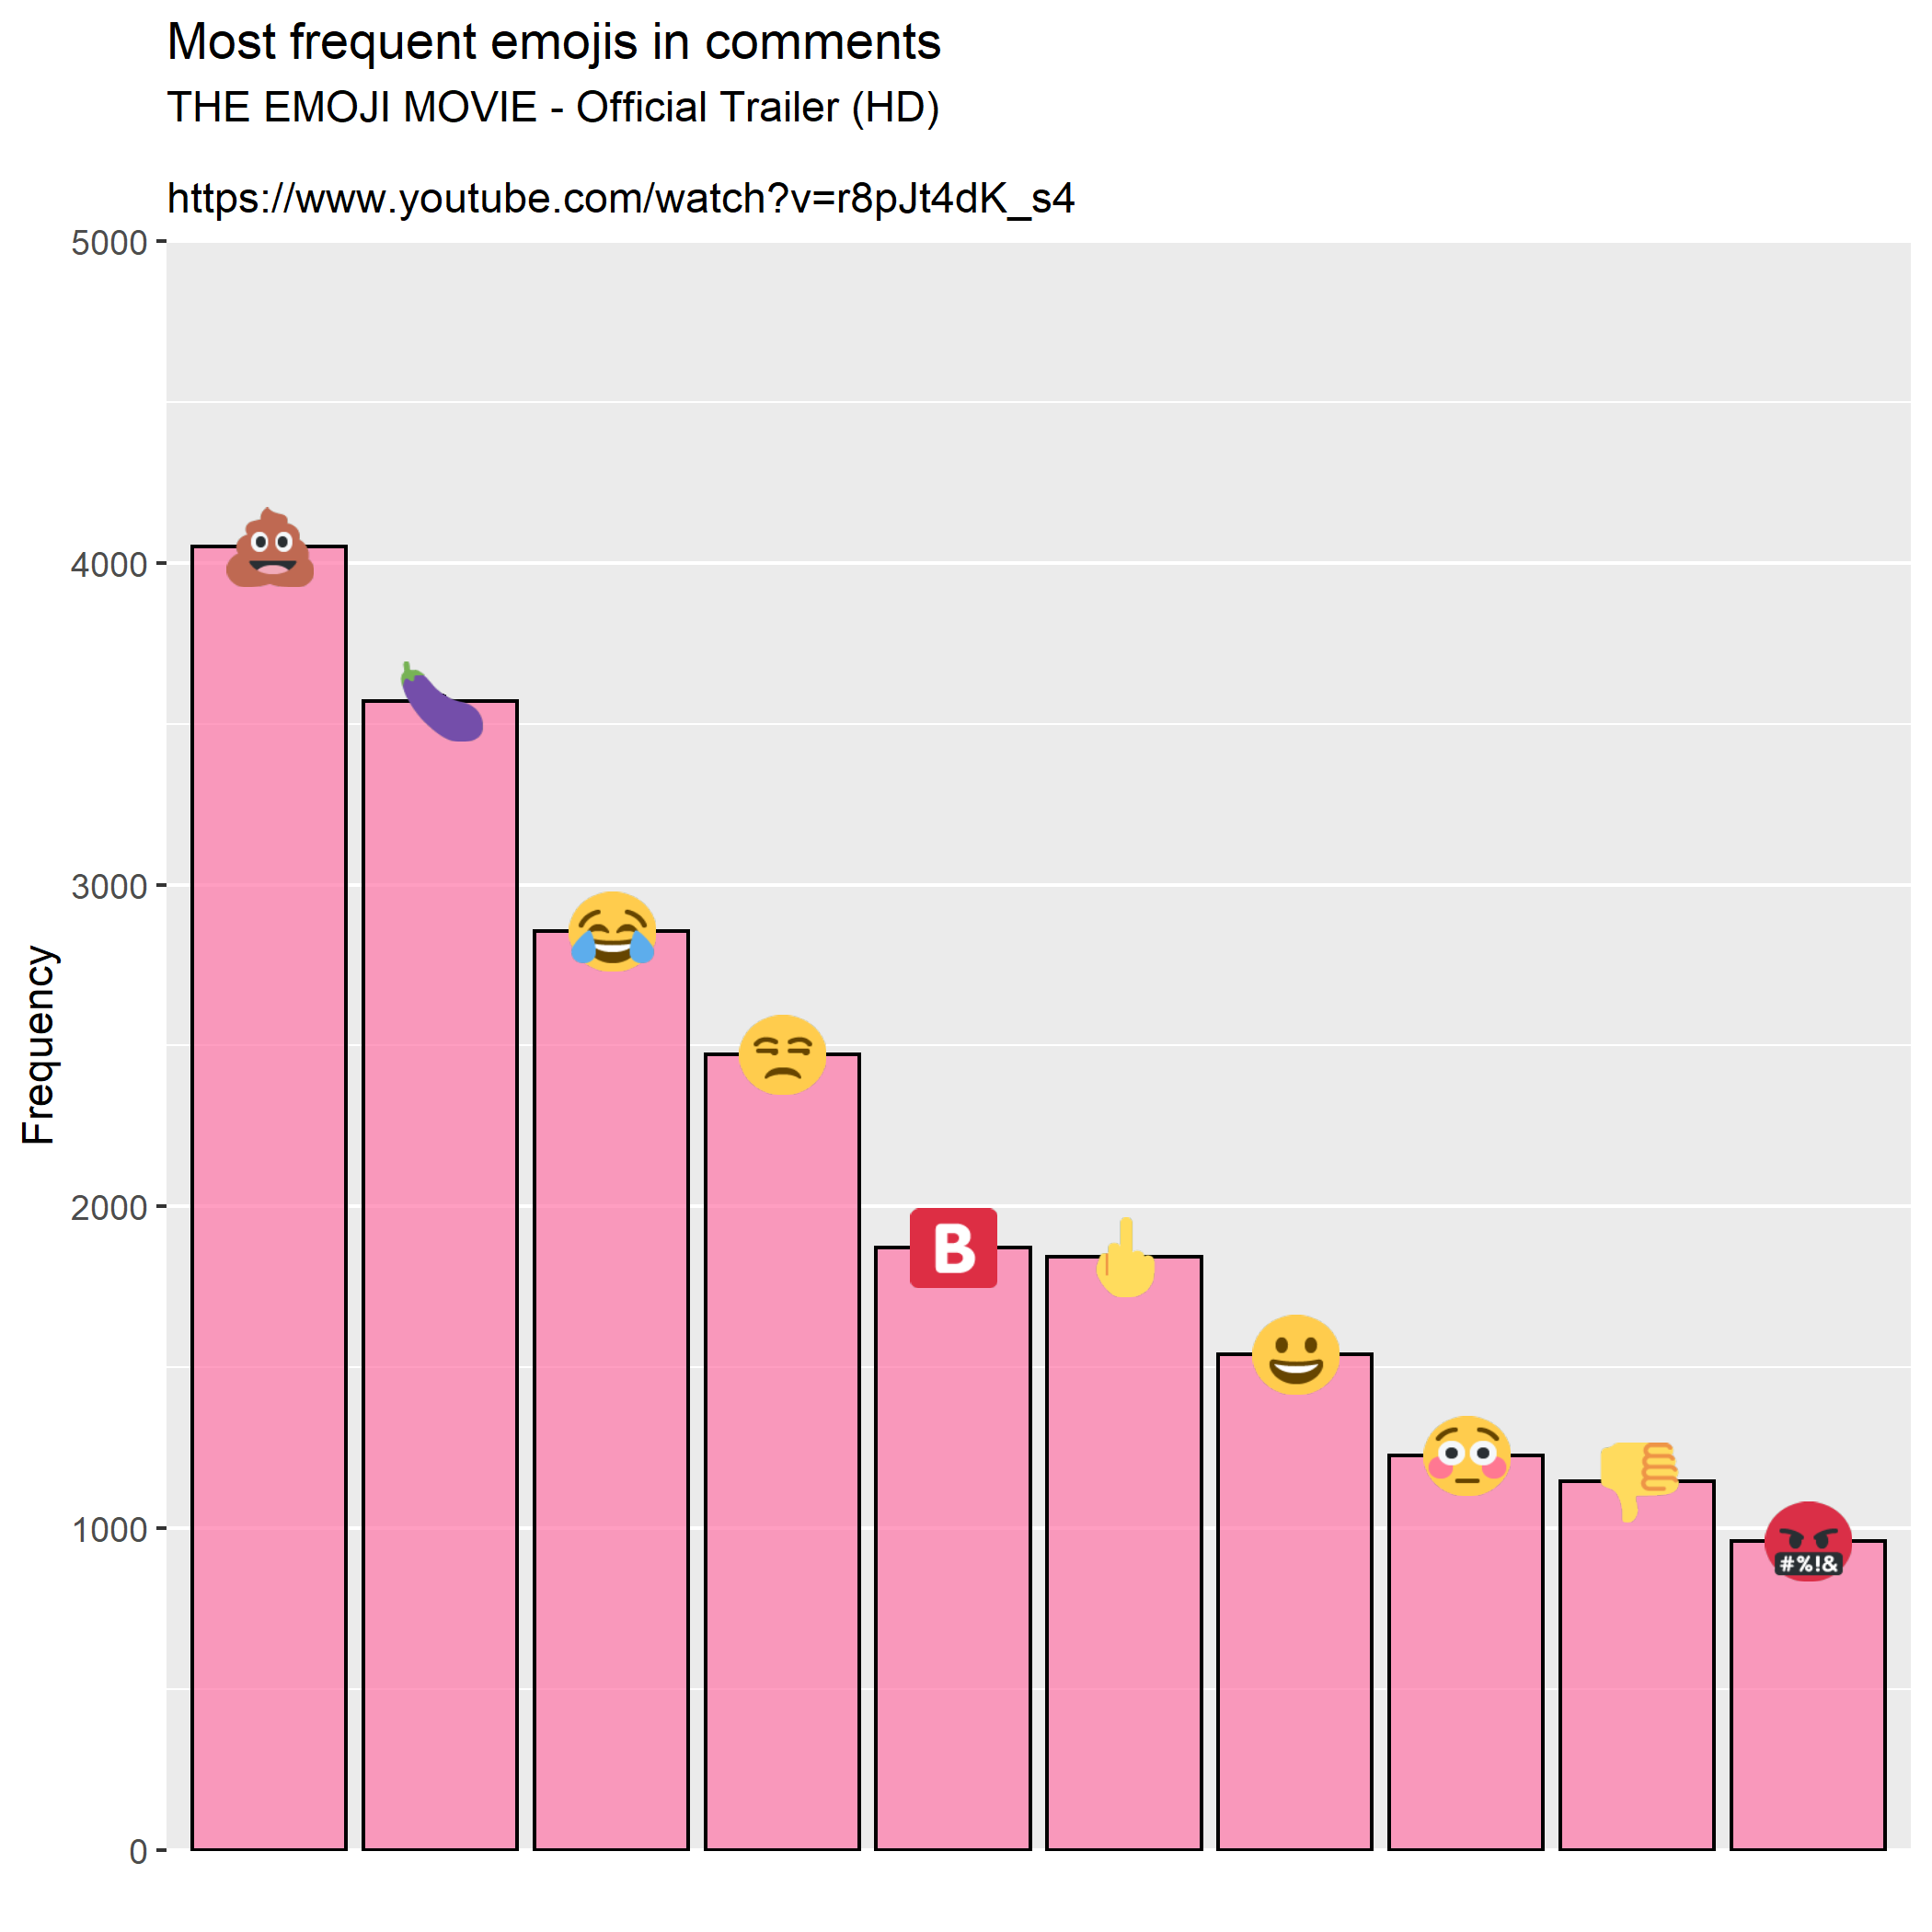 Most frequent emojis in comments
THE EMOJI MOVIE - Official Trailer (HD)
https://www.youtube.com/watch?v=r8pJt4dK_s4
5000
4000
3000
2000
1000
0
Frequency
B
#%!&